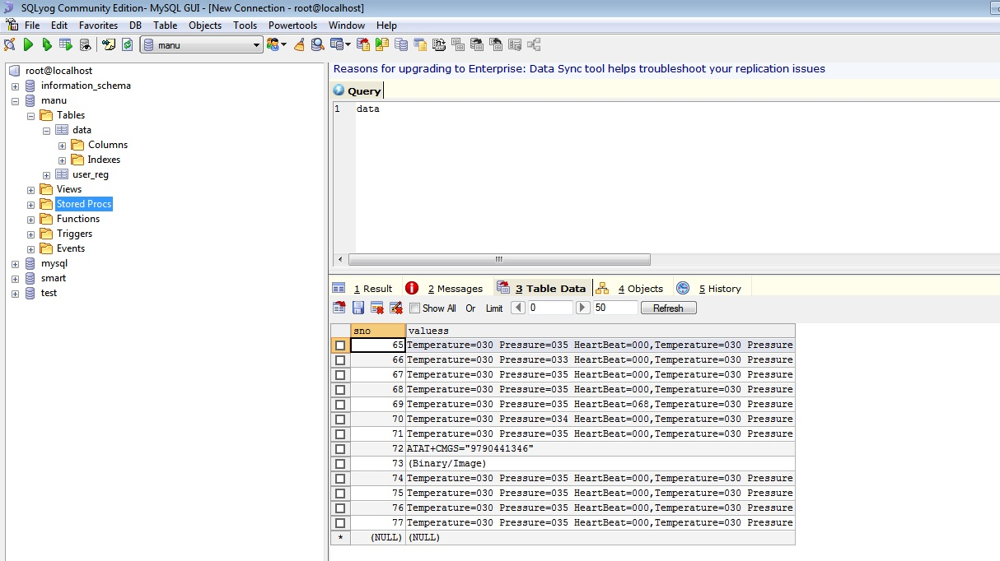 SQLyog Community Edition- MySQL GUI - [New Connection - root@localhost]
File Edit Favorites DB Table Objects Tools Powertools Window Help
manu
root@localhost
information_schema
manu
Tables
data
Columns
Indexes
user_reg
Views
Stored Procs
Functions
Triggers
Events
mysql
smart
test
Reasons for upgrading to Enterprise: Data Sync tool helps troubleshoot your replication issues
Query
1 data
1 Result 2 Messages 3 Table Data 4 Objects 5 History
Show All Or Limit 0 50 Refresh
sno valuess
65 Temperature=030 Pressure=035 HeartBeat=000,Temperature=030 Pressure
66 Temperature=030 Pressure=033 HeartBeat=000,Temperature=030 Pressure
67 Temperature=030 Pressure=035 HeartBeat=000,Temperature=030 Pressure
68 Temperature=030 Pressure=035 HeartBeat=000,Temperature=030 Pressure
69 Temperature=030 Pressure=035 HeartBeat=068,Temperature=030 Pressure
70 Temperature=030 Pressure=034 HeartBeat=000,Temperature=030 Pressure
71 Temperature=030 Pressure=035 HeartBeat=000,Temperature=030 Pressure
72 ATAT+CMGS="9790441346"
73 (Binary/Image)
74 Temperature=030 Pressure=035 HeartBeat=000,Temperature=030 Pressure
75 Temperature=030 Pressure=035 HeartBeat=000,Temperature=030 Pressure
76 Temperature=030 Pressure=035 HeartBeat=000,Temperature=030 Pressure
77 Temperature=030 Pressure=035 HeartBeat=000,Temperature=030 Pressure
* (NULL) (NULL)